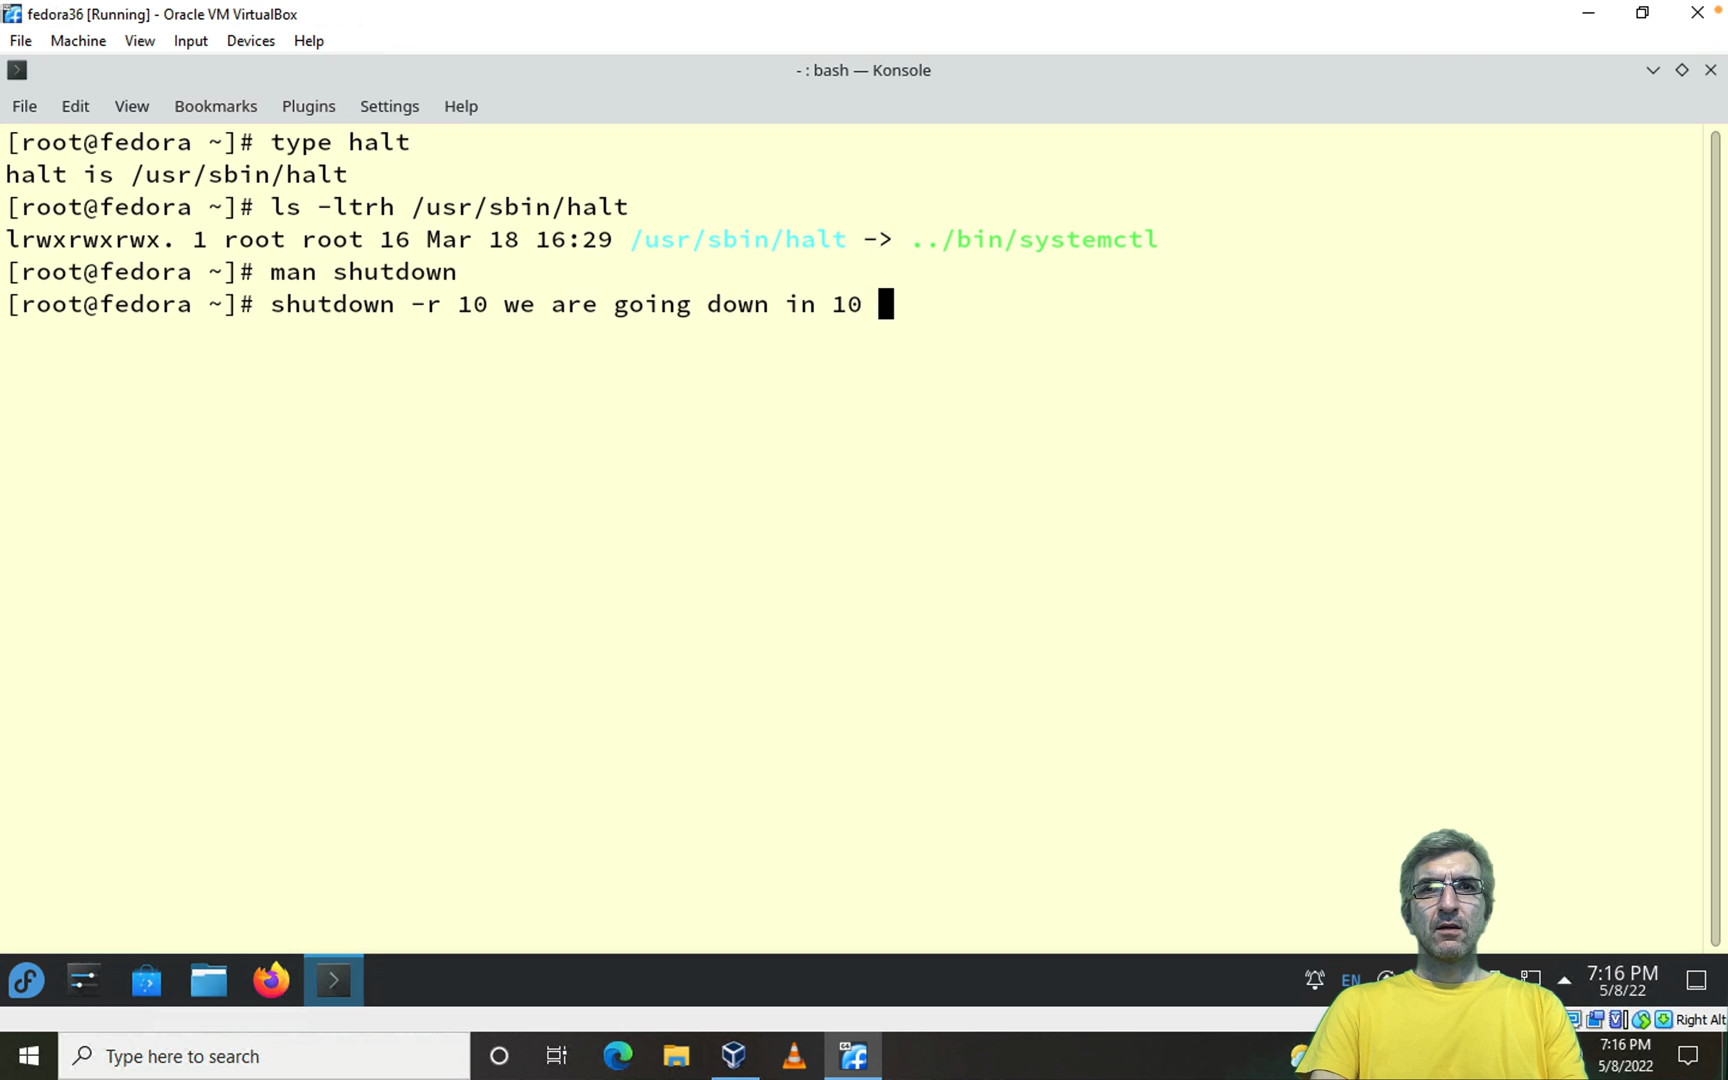 fedora36 [Running] - Oracle VM VirtualBox
File Machine View Input Devices Help
- : bash — Konsole
File Edit View Bookmarks Plugins Settings Help
[root@fedora ~]# type halt
halt is /usr/sbin/halt
[root@fedora ~]# ls -ltrh /usr/sbin/halt
lrwxrwxrwx. 1 root root 16 Mar 18 16:29 /usr/sbin/halt -> ../bin/systemctl
[root@fedora ~]# man shutdown
[root@fedora ~]# shutdown -r 10 we are going down in 10
EN 7:16 PM
5/8/22
Right Alt
Type here to search
7:16 PM
5/8/2022